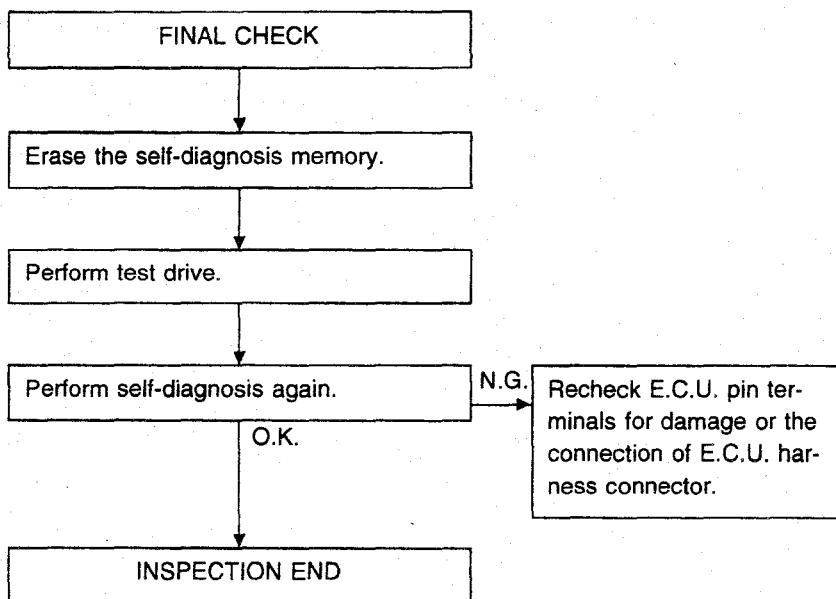 FINAL CHECK
Erase the self-diagnosis memory.
Perform test drive.
Perform self-diagnosis again.
N.G.
Recheck E.C.U. pin ter-
minals for damage or the
connection of E.C.U. har-
ness connector.
O.K.
INSPECTION END